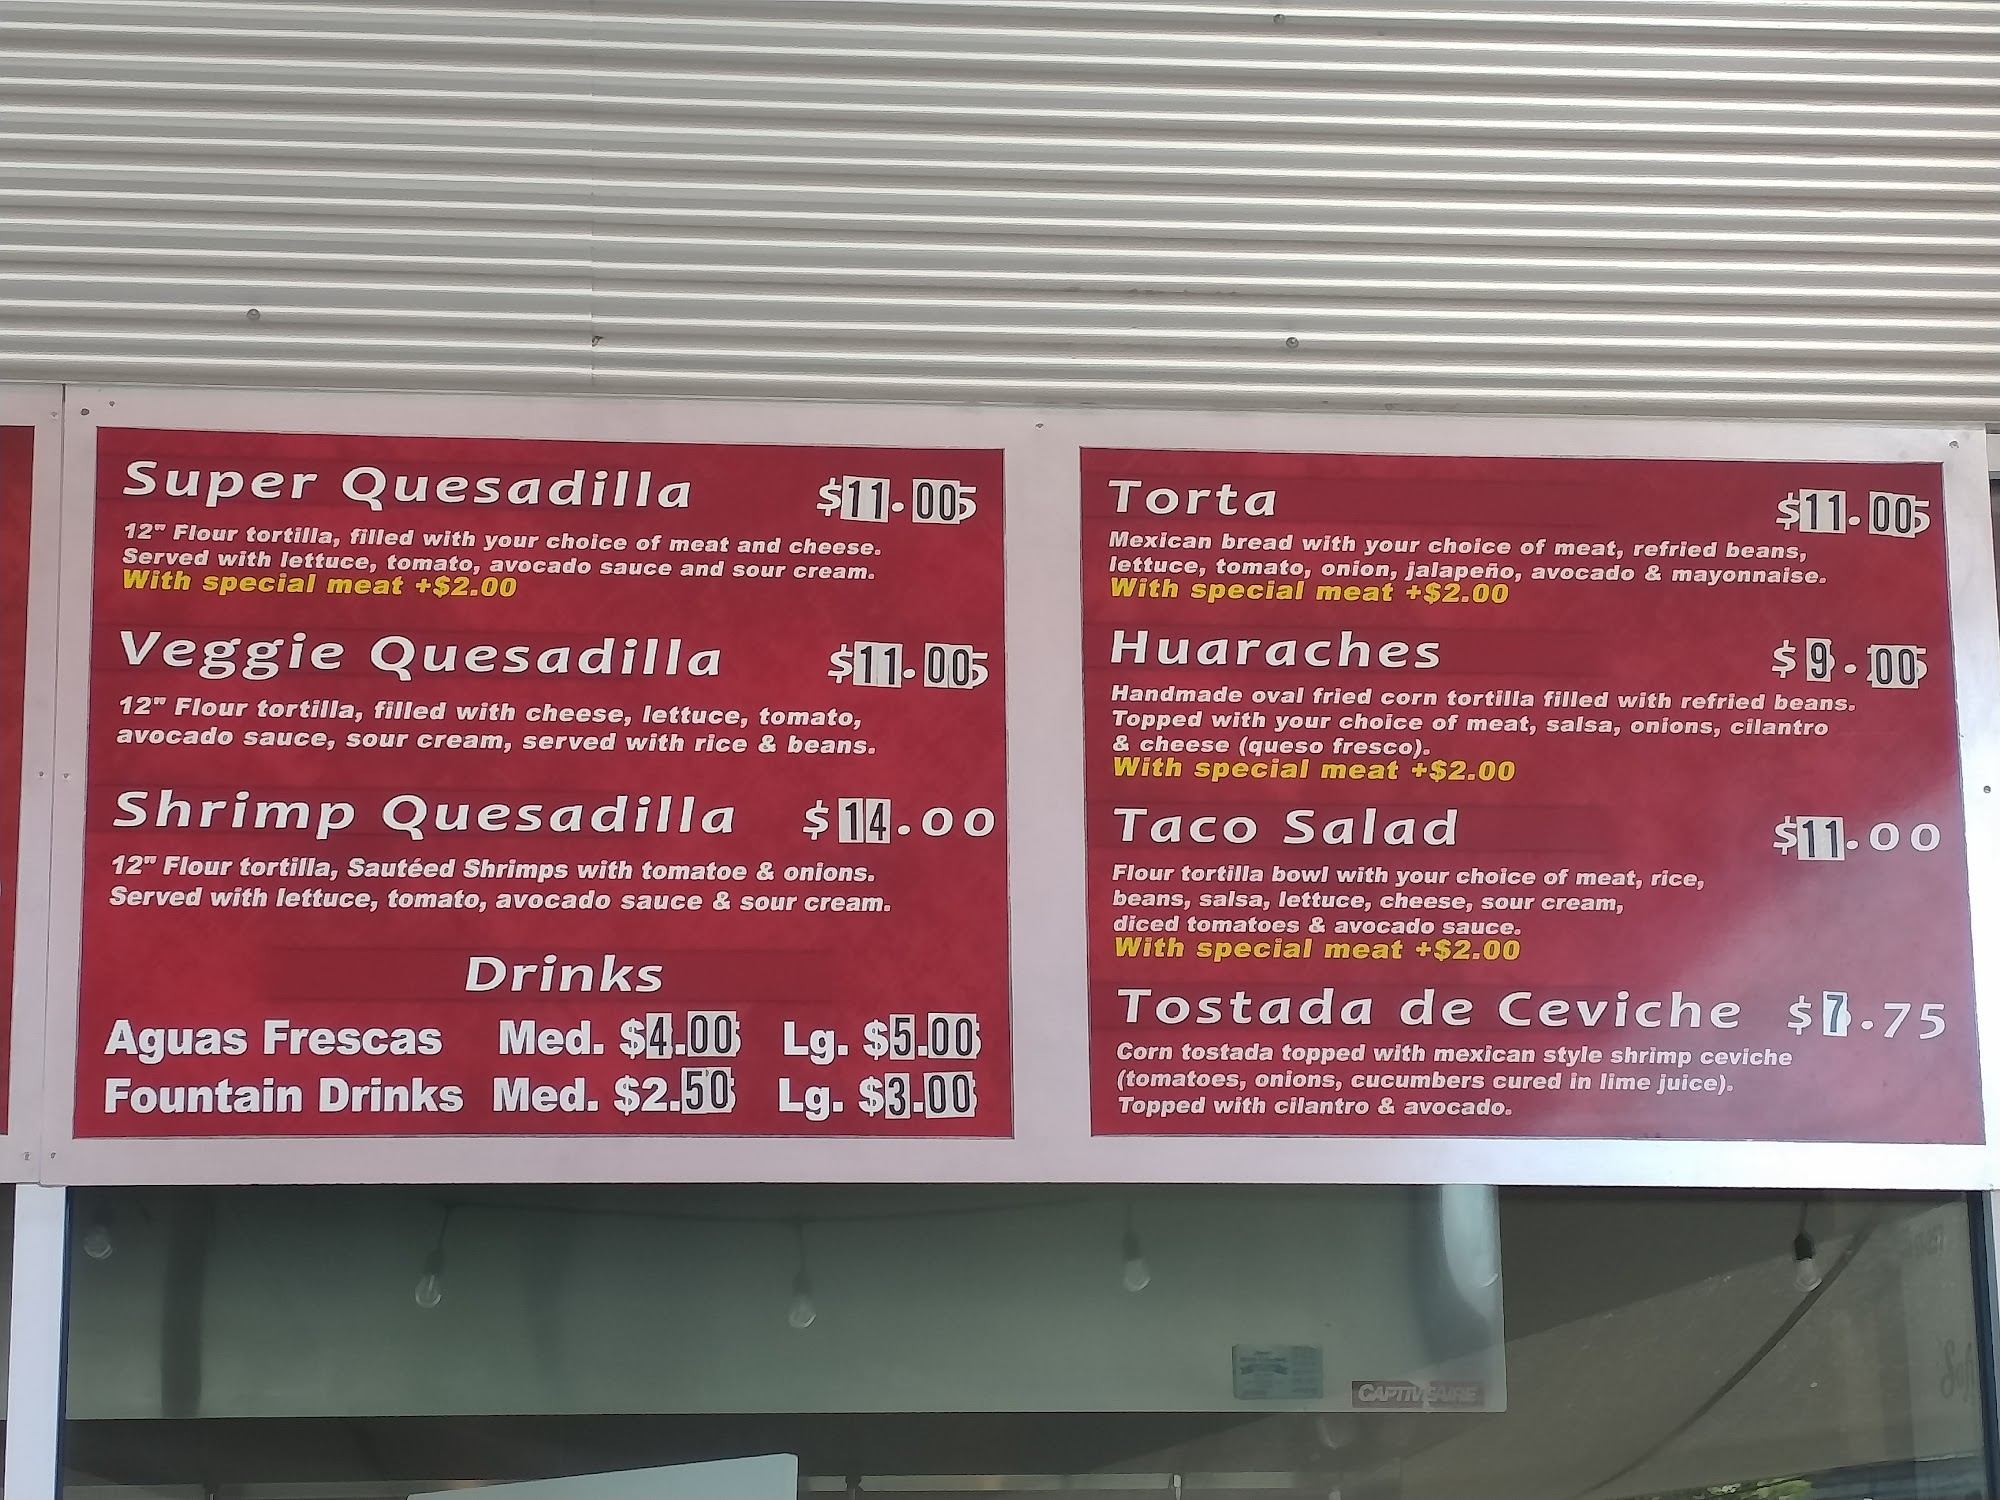 Super Quesadilla $11.00
12" Flour tortilla, filled with your choice of meat and cheese.
Served with lettuce, tomato, avocado sauce and sour cream.
With special meat +$2.00
Veggie Quesadilla $11.00
12" Flour tortilla, filled with cheese, lettuce, tomato,
avocado sauce, sour cream, served with rice & beans.
Shrimp Quesadilla $14.00
12" Flour tortilla, Sautéed Shrimps with tomatoe & onions.
Served with lettuce, tomato, avocado sauce & sour cream.
Drinks
Aguas Frescas Med. $4.00 Lg. $5.00
Fountain Drinks Med. $2.50 Lg. $3.00
Torta $11.00
Mexican bread with your choice of meat, refried beans,
lettuce, tomato, onion, jalapeño, avocado & mayonnaise.
With special meat +$2.00
Huaraches $9.00
Handmade oval fried corn tortilla filled with refried beans.
Topped with your choice of meat, salsa, onions, cilantro
& cheese (queso fresco).
With special meat +$2.00
Taco Salad $11.00
Flour tortilla bowl with your choice of meat, rice,
beans, salsa, lettuce, cheese, sour cream,
diced tomatoes & avocado sauce.
With special meat +$2.00
Tostada de Ceviche $7.75
Corn tostada topped with mexican style shrimp ceviche
(tomatoes, onions, cucumbers cured in lime juice).
Topped with cilantro & avocado.
CAPTIVEAIRE